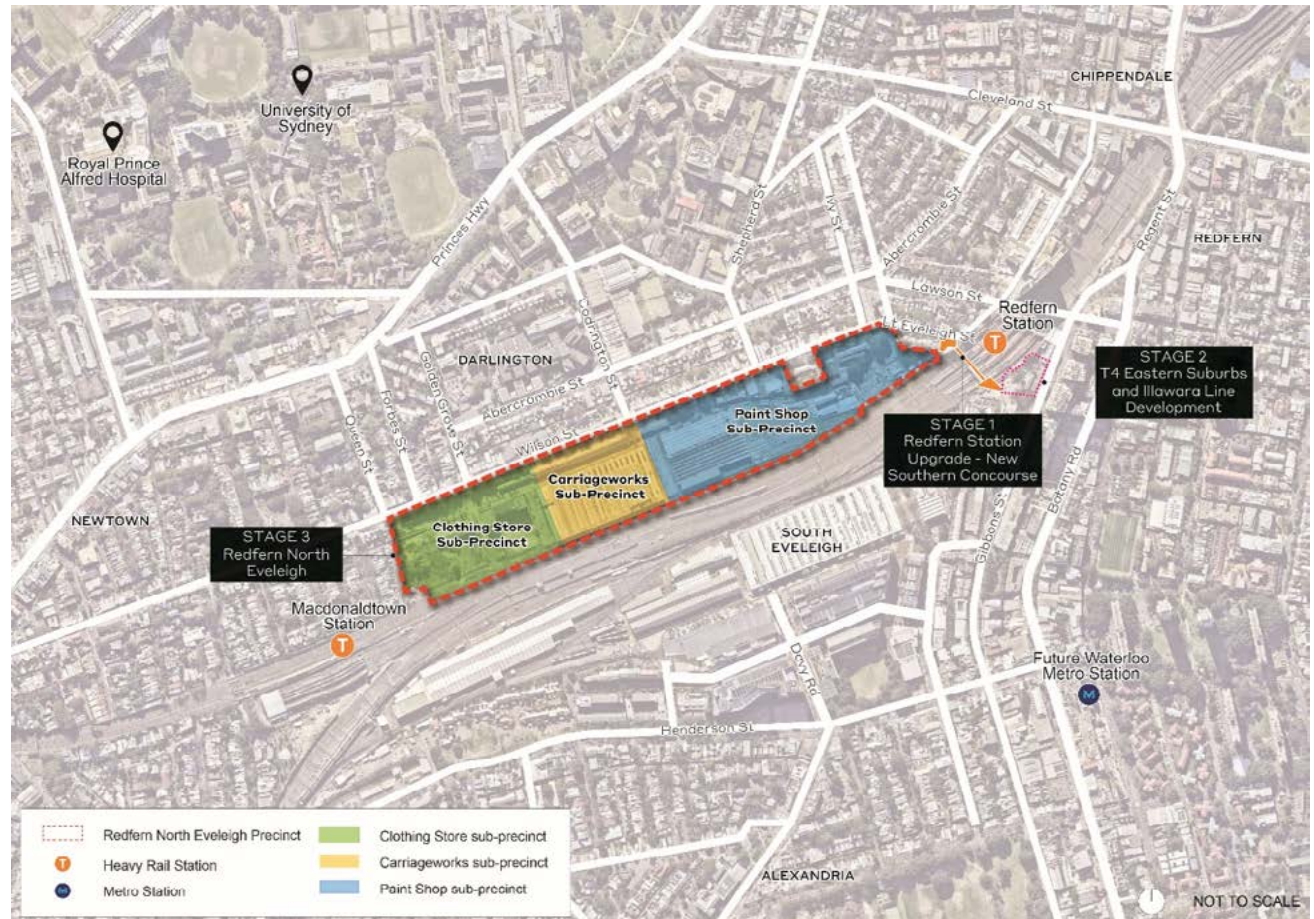 CHIPPENDALE
Cleveland St
University of
Sydney
Royal Prince
Alfred Hospital
Princes Hwy
Shepherd St
Ivy St
Abercrombie St
Regent St
REDFERN
Lawson St
Lt Eveleigh St
Redfern
Station
T
STAGE 2
T4 Eastern Suburbs
and Illawara Line
Development
DARLINGTON
Codrington St
Golden Grove St
Forbes St
Queen St
Abercrombie St
Wilson St
Paint Shop
Sub-Precinct
STAGE 1
Redfern Station
Upgrade - New
Southern Concourse
Carriageworks
Sub-Precinct
Clothing Store
Sub-Precinct
NEWTOWN
STAGE 3
Redfern North
Eveleigh
SOUTH
EVELEIGH
Gibbons St
Botany Rd
Macdonaldtown
Station
T
Davy Rd
Future Waterloo
Metro Station
M
Henderson St
ALEXANDRIA
Redfern North Eveleigh Precinct
T
Heavy Rail Station
M
Metro Station
Clothing Store sub-precinct
Carriageworks sub-precinct
Paint Shop sub-precinct
NOT TO SCALE